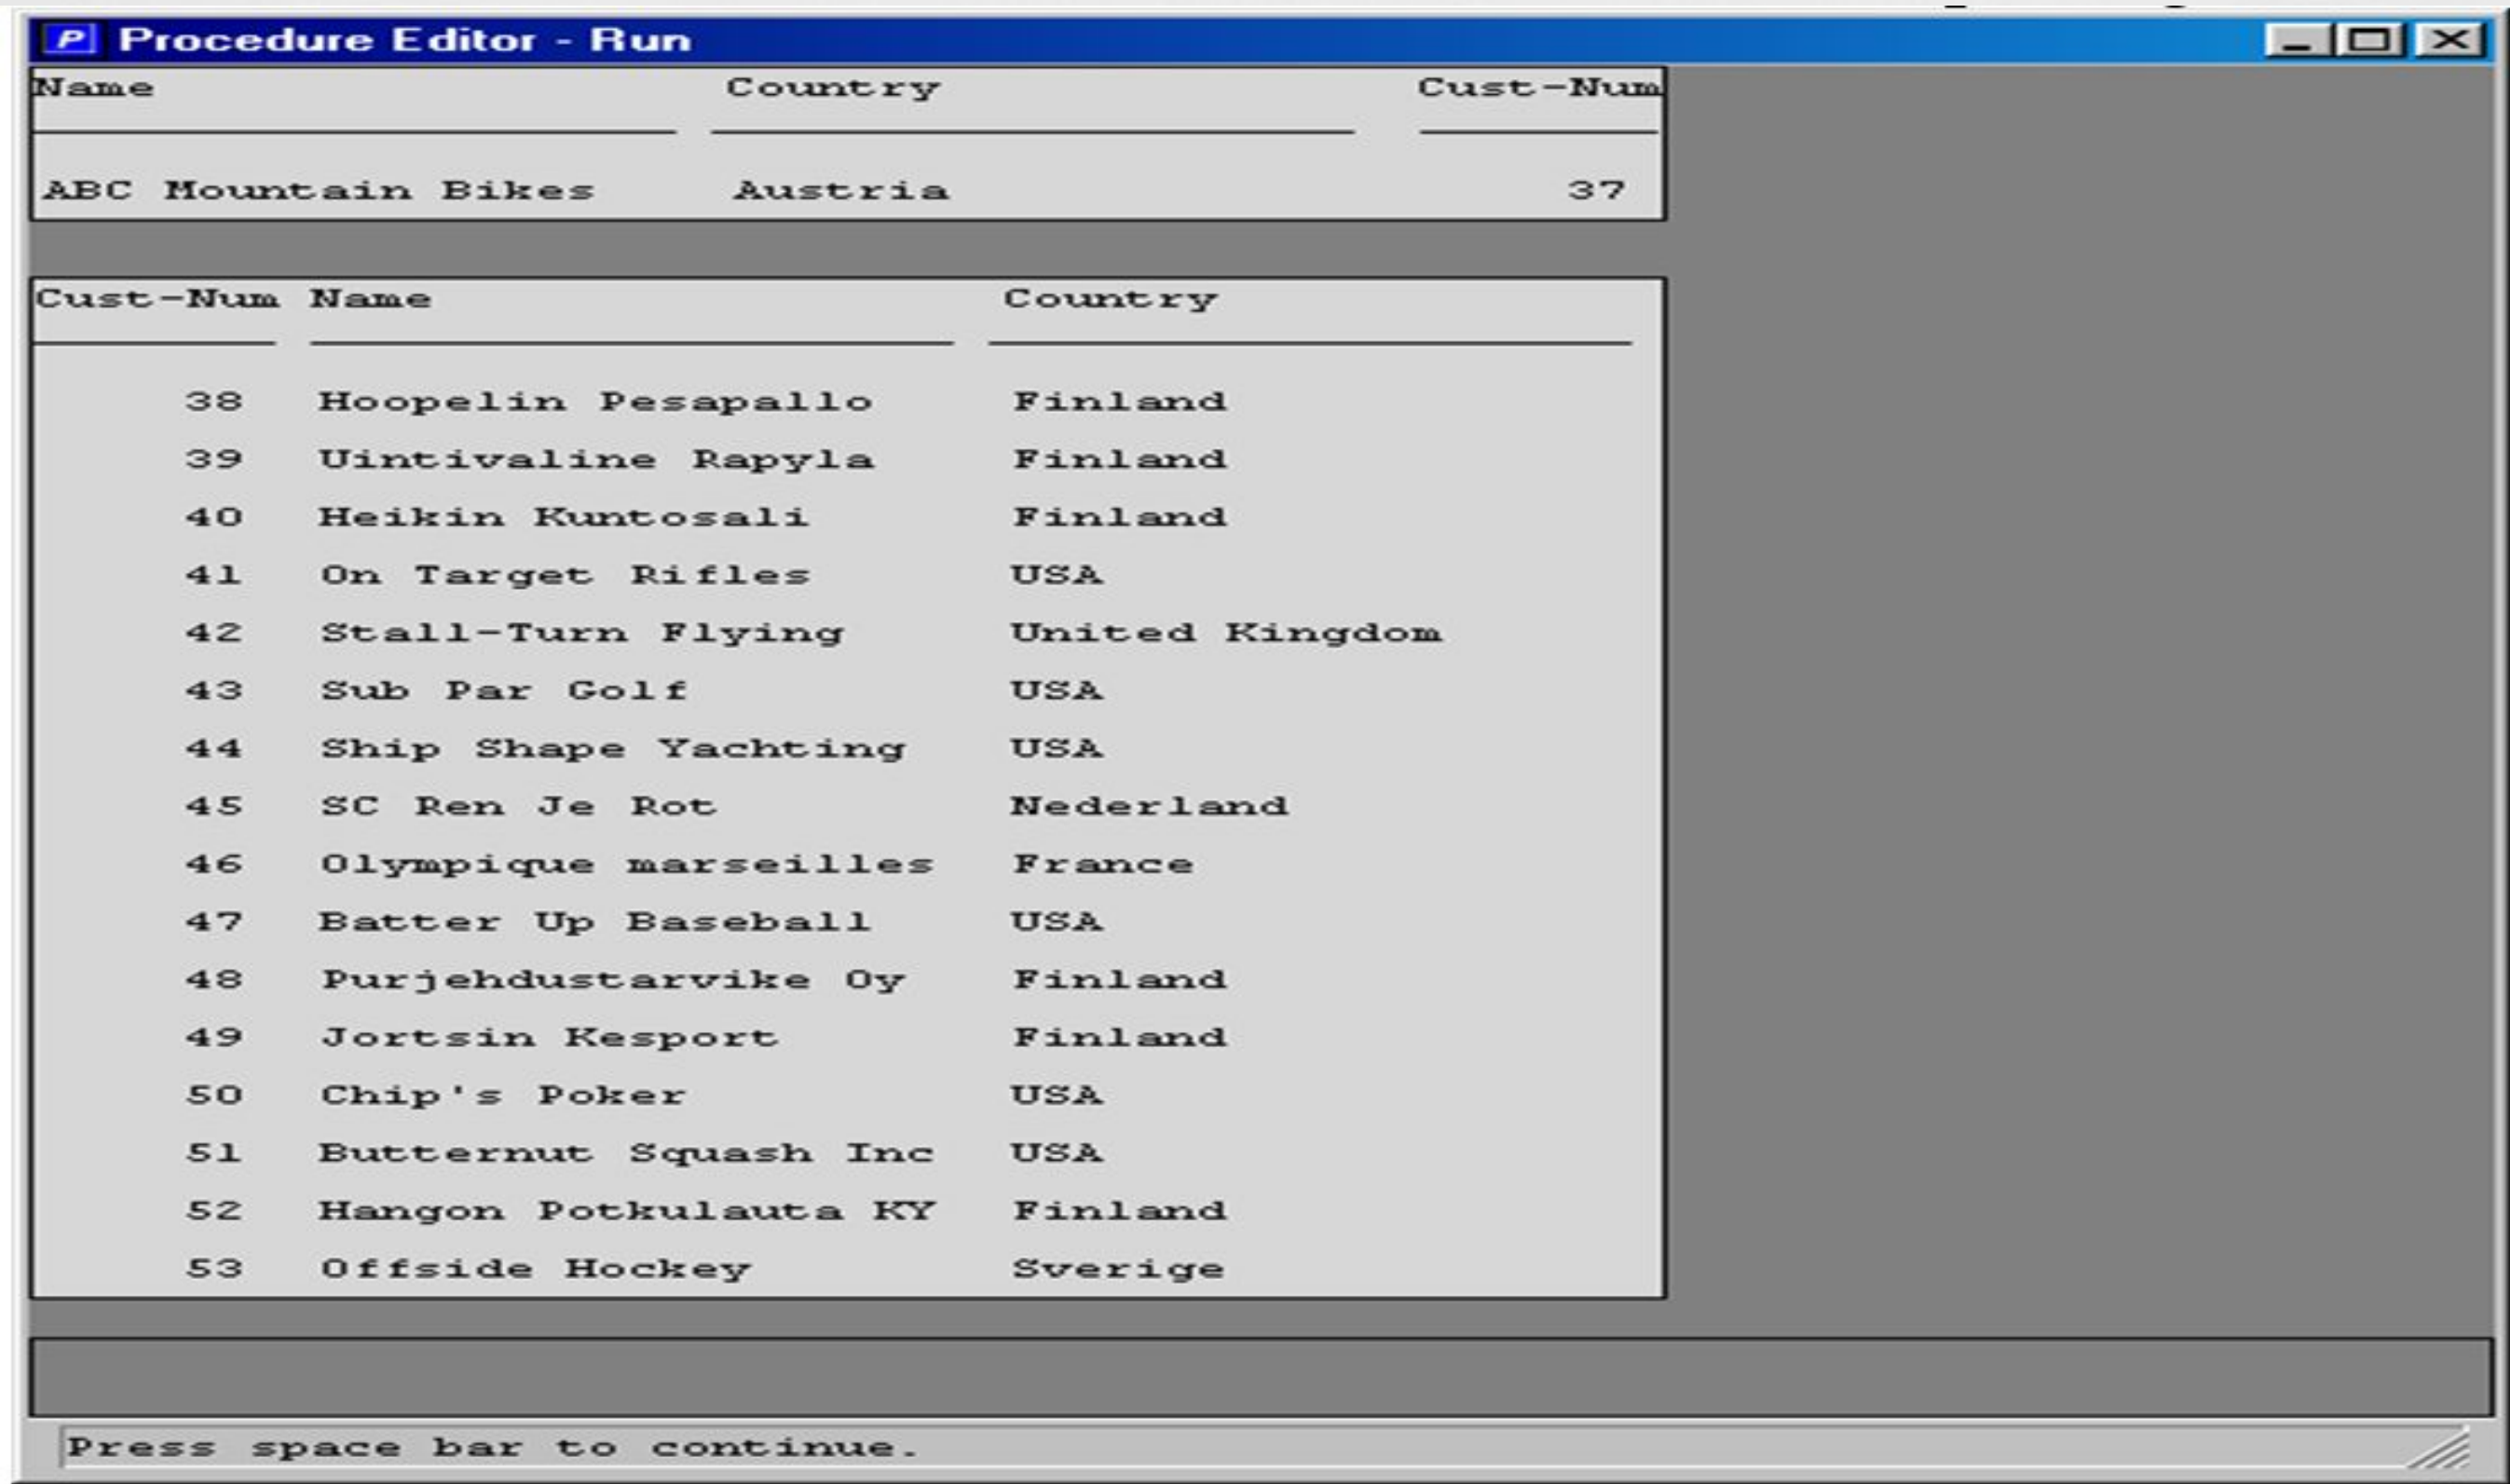 P Procedure Editor - Run
Name Country Cust-Num
ABC Mountain Bikes Austria 37
Cust-Num Name Country
38 Hoopelin Pesapallo Finland
39 Uintivaline Rapyla Finland
40 Heikin Kuntosali Finland
41 On Target Rifles USA
42 Stall-Turn Flying United Kingdom
43 Sub Par Golf USA
44 Ship Shape Yachting USA
45 SC Ren Je Rot Nederland
46 Olympique marseilles France
47 Batter Up Baseball USA
48 Purjehdustarvike Oy Finland
49 Jortsin Kesport Finland
50 Chip's Poker USA
51 Butternut Squash Inc USA
52 Hangon Potkulauta KY Finland
53 Offside Hockey Sverige
Press space bar to continue.